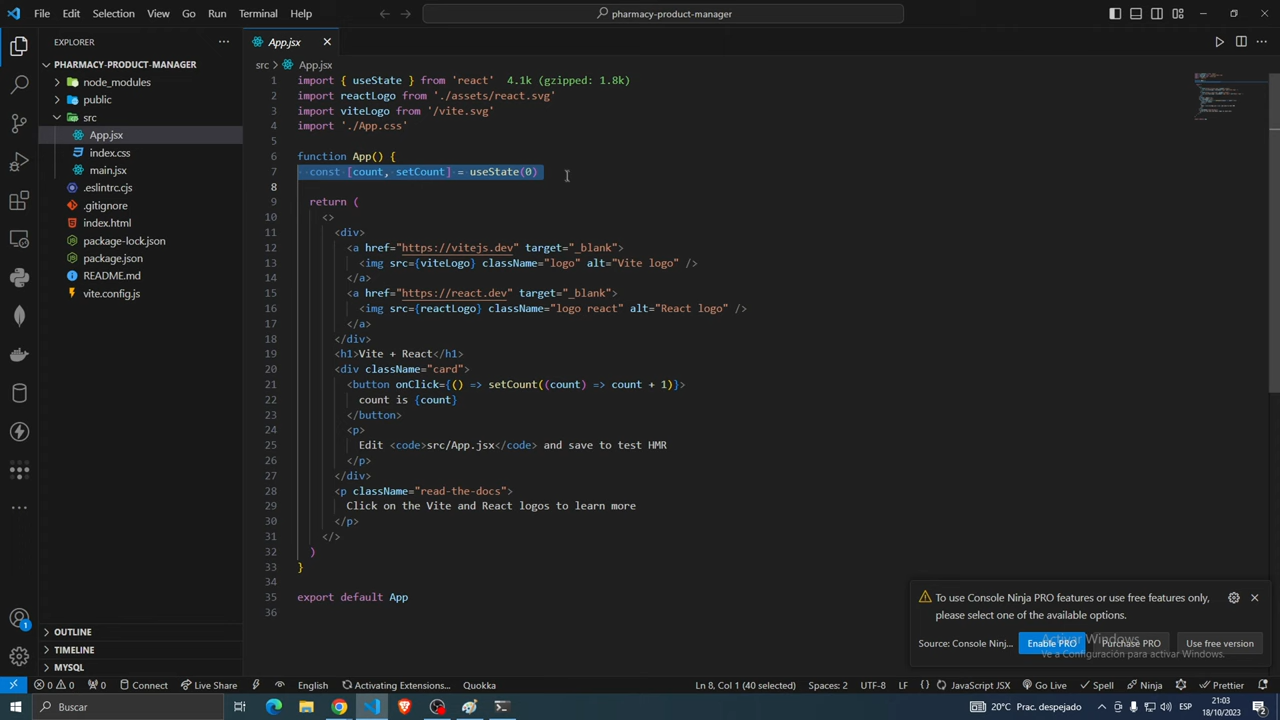 File Edit Selection View Go Run Terminal Help
pharmacy-product-manager
EXPLORER
App.jsx
PHARMACY-PRODUCT-MANAGER
node_modules
public
src
App.jsx
index.css
main.jsx
.eslintrc.cjs
.gitignore
index.html
package-lock.json
package.json
README.md
vite.config.js
OUTLINE
TIMELINE
MYSQL
src > App.jsx
1 import { useState } from 'react' 4.1k (gzipped: 1.8k)
2 import reactLogo from './assets/react.svg'
3 import viteLogo from '/vite.svg'
4 import './App.css'
5
6 function App() {
7 const [count, setCount] = useState(0)
8
9 return (
10 <>
11 <div>
12 <a href="https://vitejs.dev" target="_blank">
13 <img src={viteLogo} className="logo" alt="Vite logo" />
14 </a>
15 <a href="https://react.dev" target="_blank">
16 <img src={reactLogo} className="logo react" alt="React logo" />
17 </a>
18 </div>
19 <h1>Vite + React</h1>
20 <div className="card">
21 <button onClick={() => setCount((count) => count + 1)}>
22 count is {count}
23 </button>
24 <p>
25 Edit <code>src/App.jsx</code> and save to test HMR
26 </p>
27 </div>
28 <p className="read-the-docs">
29 Click on the Vite and React logos to learn more
30 </p>
31 </>
32 )
33 }
34
35 export default App
36
To use Console Ninja PRO features or use free features only,
please select one of the available options.
Source: Console Ninj... Enable PRO Purchase PRO Use free version
Activar Windows
Ve a Configuración para activar Windows.
0 0 0 Connect Live Share English Activating Extensions... Quokka Ln 8, Col 1 (40 selected) Spaces: 2 UTF-8 LF {} JavaScript JSX Go Live Spell Ninja Prettier
1
Buscar
20°C Prac. despejado ESP 21:03
18/10/2023 2